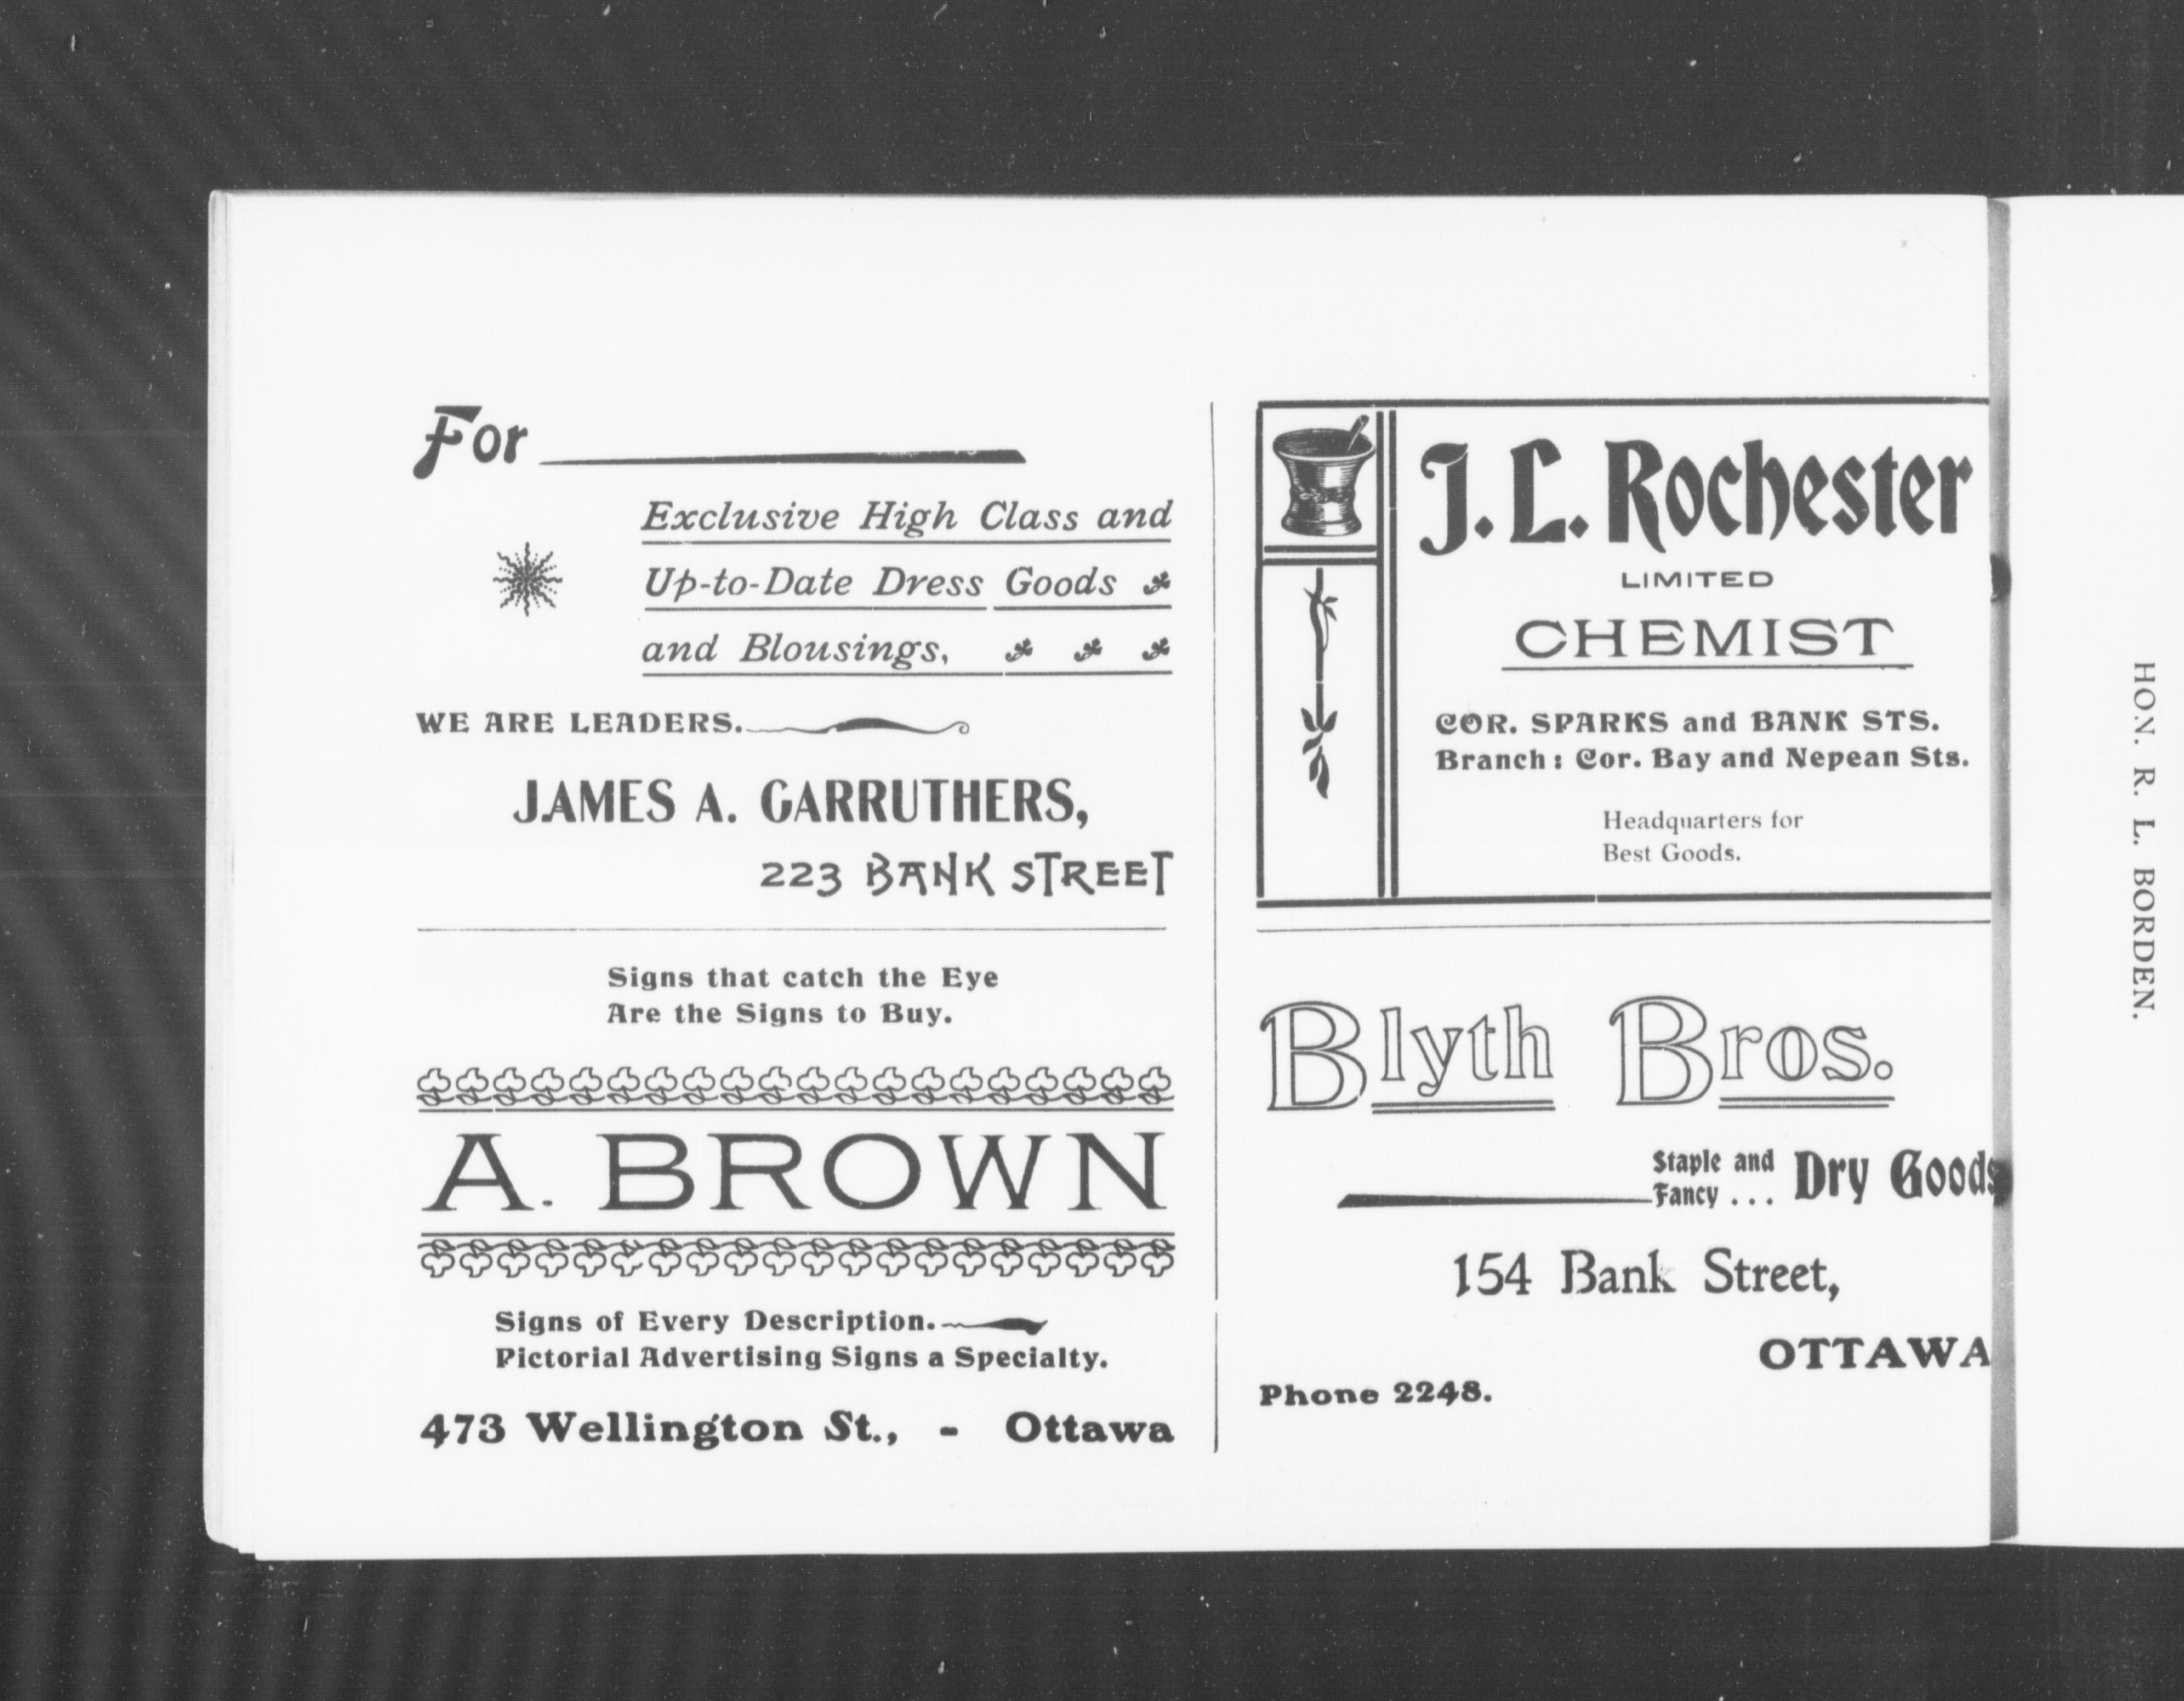 For
Exclusive High Class and
Up-to-Date Dress Goods
and Blousings,
WE ARE LEADERS.
JAMES A. GARRUTHERS,
223 BANK STREET
Signs that catch the Eye
Are the Signs to Buy.
A. BROWN
Signs of Every Description.
Pictorial Advertising Signs a Specialty.
473 Wellington St., - Ottawa
J. L. Rochester
LIMITED
CHEMIST
COR. SPARKS and BANK STS.
Branch: Cor. Bay and Nepean Sts.
Headquarters for
Best Goods.
Blyth Bros.
Staple and
Fancy ... Dry Goods
154 Bank Street,
OTTAWA
Phone 2248.
HON. R. L. BORDEN.